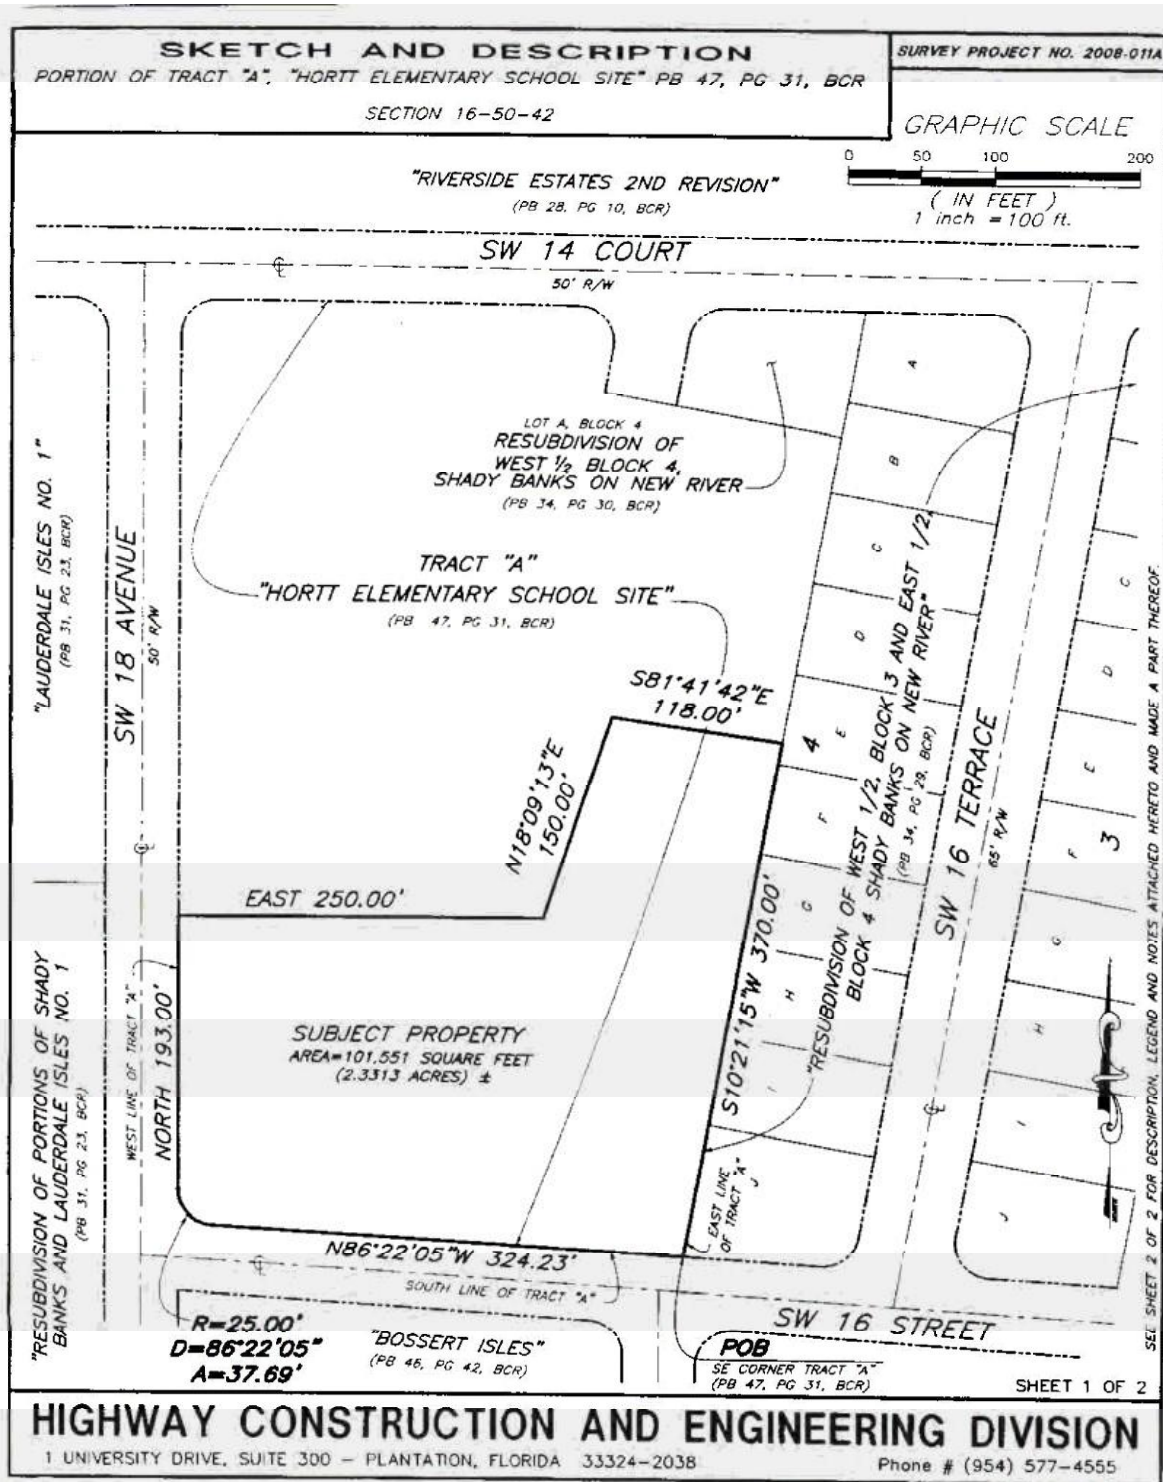 SKETCH AND DESCRIPTION
PORTION OF TRACT "A", "HORTT ELEMENTARY SCHOOL SITE" PB 47, PG 31, BCR
SECTION 16-50-42
SURVEY PROJECT NO. 2008-011A
GRAPHIC SCALE
0 50 100 200
( IN FEET )
1 inch = 100 ft.
"RIVERSIDE ESTATES 2ND REVISION"
(PB 28, PG 10, BCR)
SW 14 COURT
50' R/W
LOT A, BLOCK 4
RESUBDIVISION OF
WEST ½ BLOCK 4,
SHADY BANKS ON NEW RIVER
(PB 34, PG 30, BCR)
TRACT "A"
"HORTT ELEMENTARY SCHOOL SITE"
(PB 47, PG 31, BCR)
"LAUDERDALE ISLES NO. 1"
(PB 31, PG 23, BCR)
SW 18 AVENUE
50' R/W
S81°41'42"E
118.00'
N18°09'13"E
150.00'
EAST 250.00'
NORTH 193.00'
WEST LINE OF TRACT "A"
SUBJECT PROPERTY
AREA=101,551 SQUARE FEET
(2.3313 ACRES) ±
S10°21'15"W 370.00'
EAST LINE
OF TRACT "A"
A
B
C
D
E
F
G
H
I
J
4
"RESUBDIVISION OF WEST 1/2, BLOCK 3 AND EAST 1/2,
BLOCK 4 SHADY BANKS ON NEW RIVER"
(PB 34, PG 29, BCR)
SW 16 TERRACE
65' R/W
C
D
E
F
G
H
I
J
3
"RESUBDIVISION OF PORTIONS OF SHADY
BANKS AND LAUDERDALE ISLES NO. 1
(PB 31, PG 23, BCR)
N86°22'05"W 324.23'
SOUTH LINE OF TRACT "A"
SW 16 STREET
R=25.00'
D=86°22'05"
A=37.69'
"BOSSERT ISLES"
(PB 46, PG 42, BCR)
POB
SE CORNER TRACT "A"
(PB 47, PG 31, BCR)
SEE SHEET 2 OF 2 FOR DESCRIPTION, LEGEND AND NOTES ATTACHED HERETO AND MADE A PART THEREOF.
SHEET 1 OF 2
HIGHWAY CONSTRUCTION AND ENGINEERING DIVISION
1 UNIVERSITY DRIVE, SUITE 300 - PLANTATION, FLORIDA 33324-2038
Phone # (954) 577-4555